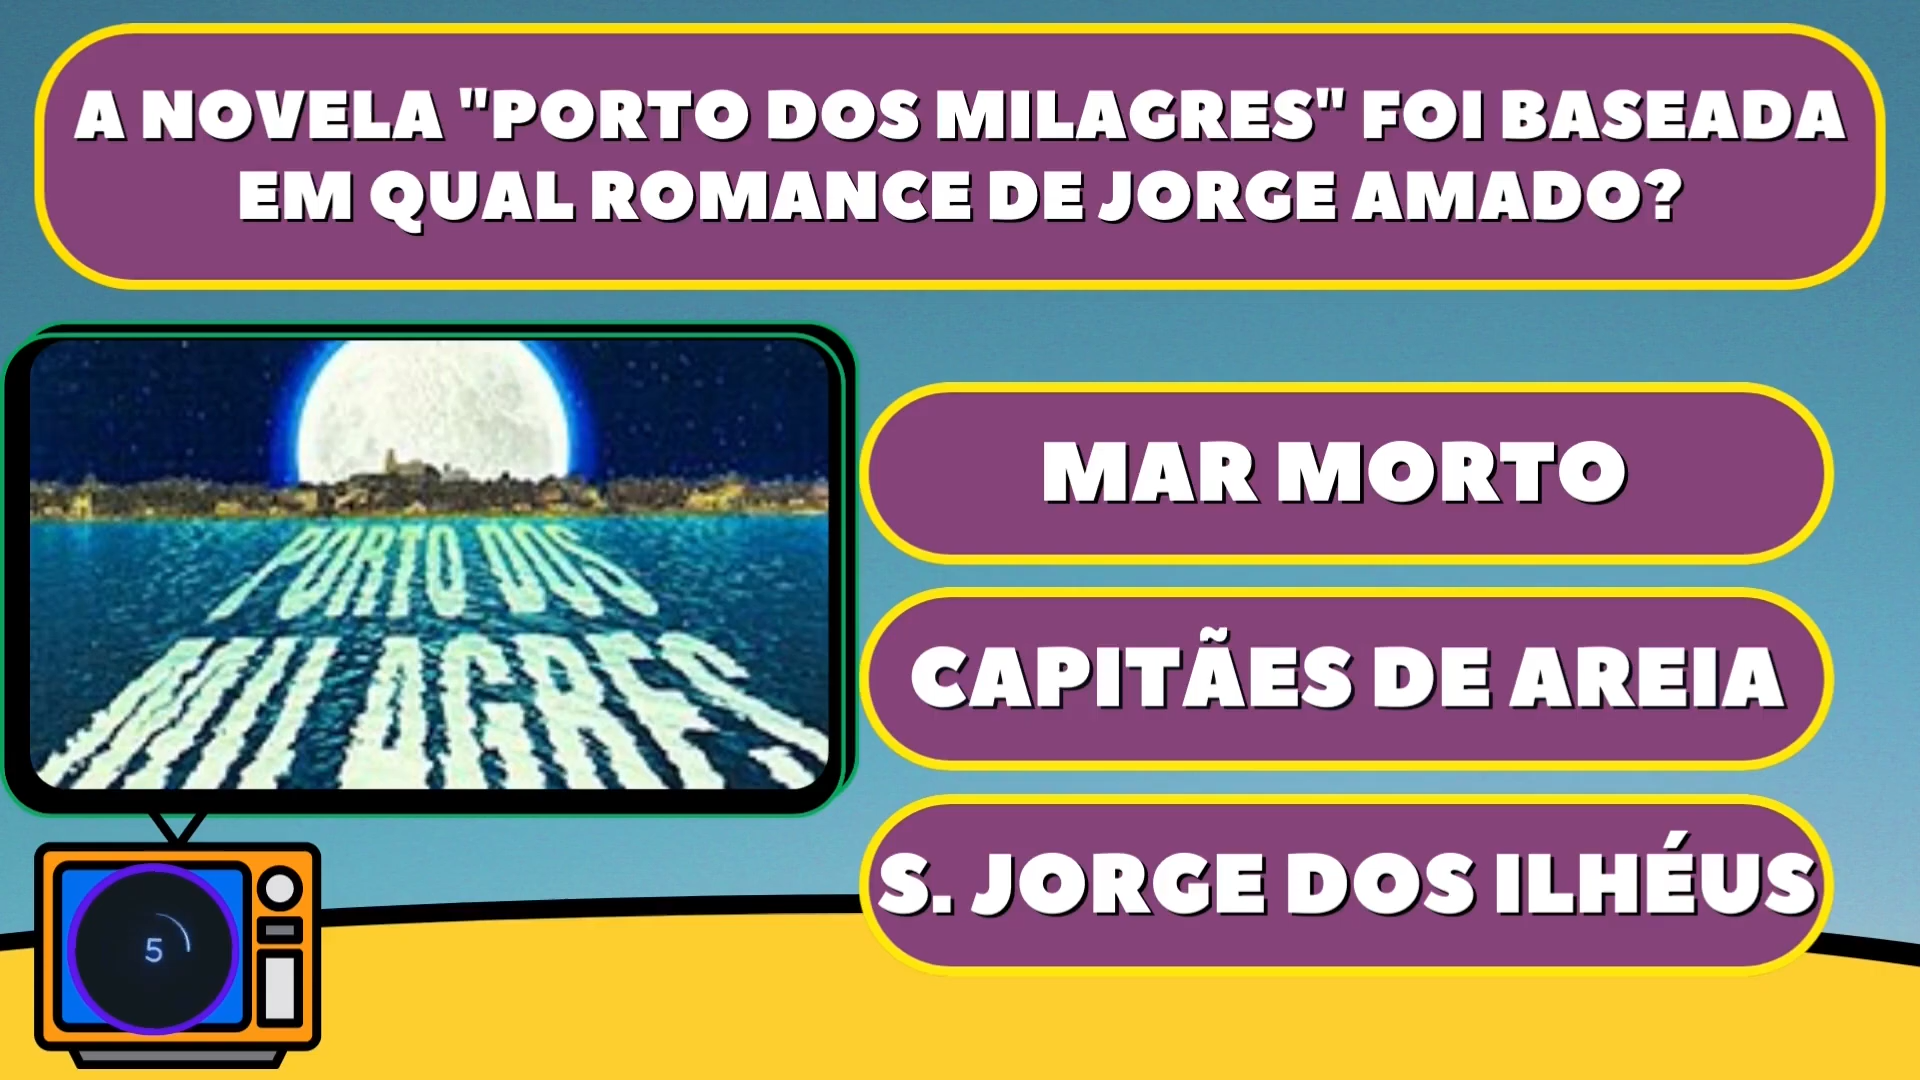 A NOVELA "PORTO DOS MILAGRES" FOI BASEADA
EM QUAL ROMANCE DE JORGE AMADO?
PORTO DOS
MILAGRES
MAR MORTO
CAPITÃES DE AREIA
S. JORGE DOS ILHÉUS
5